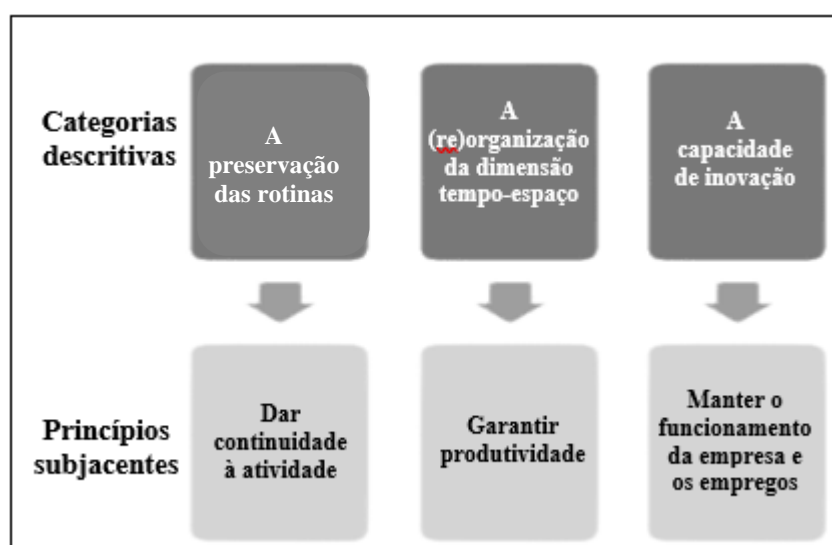 Categorias
descritivas
A
preservação
das rotinas
A
(re)organização
da dimensão
tempo-espaço
A
capacidade
de inovação
Princípios
subjacentes
Dar
continuidade
à atividade
Garantir
produtividade
Manter o
funcionamento
da empresa e
os empregos